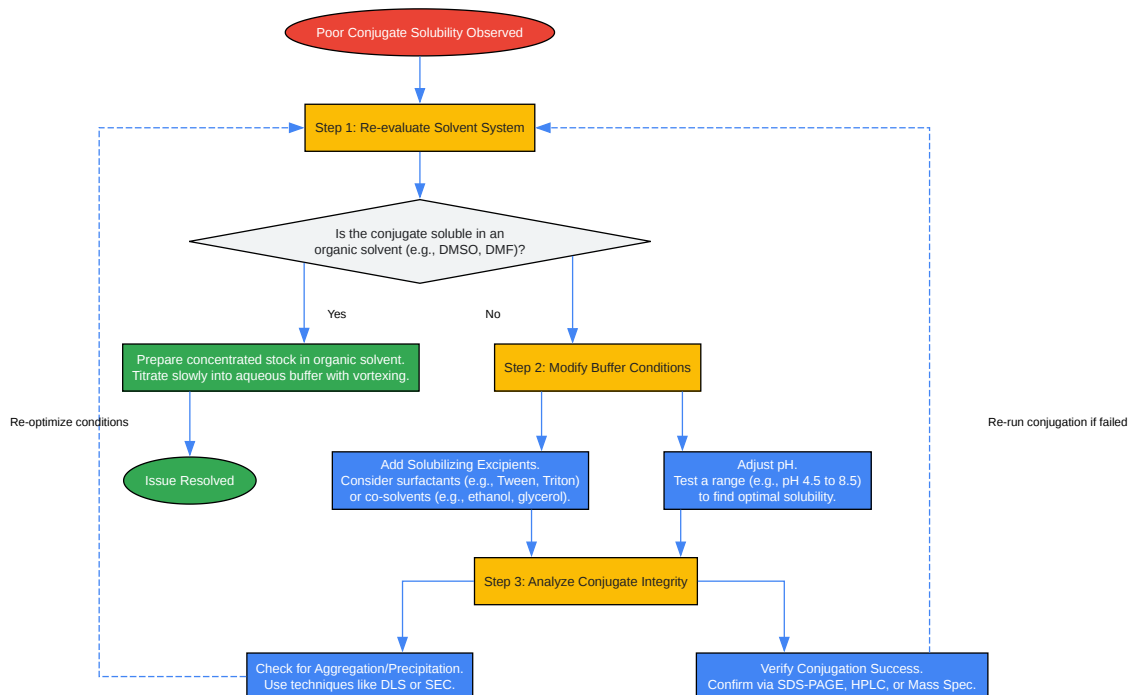 Poor Conjugate Solubility Observed
Step 1: Re-evaluate Solvent System
Is the conjugate soluble in an
organic solvent (e.g., DMSO, DMF)?
Yes
No
Prepare concentrated stock in organic solvent.
Titrate slowly into aqueous buffer with vortexing.
Step 2: Modify Buffer Conditions
Re-optimize conditions
Re-run conjugation if failed
Issue Resolved
Add Solubilizing Excipients.
Consider surfactants (e.g., Tween, Triton)
or co-solvents (e.g., ethanol, glycerol).
Adjust pH.
Test a range (e.g., pH 4.5 to 8.5)
to find optimal solubility.
Step 3: Analyze Conjugate Integrity
Check for Aggregation/Precipitation.
Use techniques like DLS or SEC.
Verify Conjugation Success.
Confirm via SDS-PAGE, HPLC, or Mass Spec.